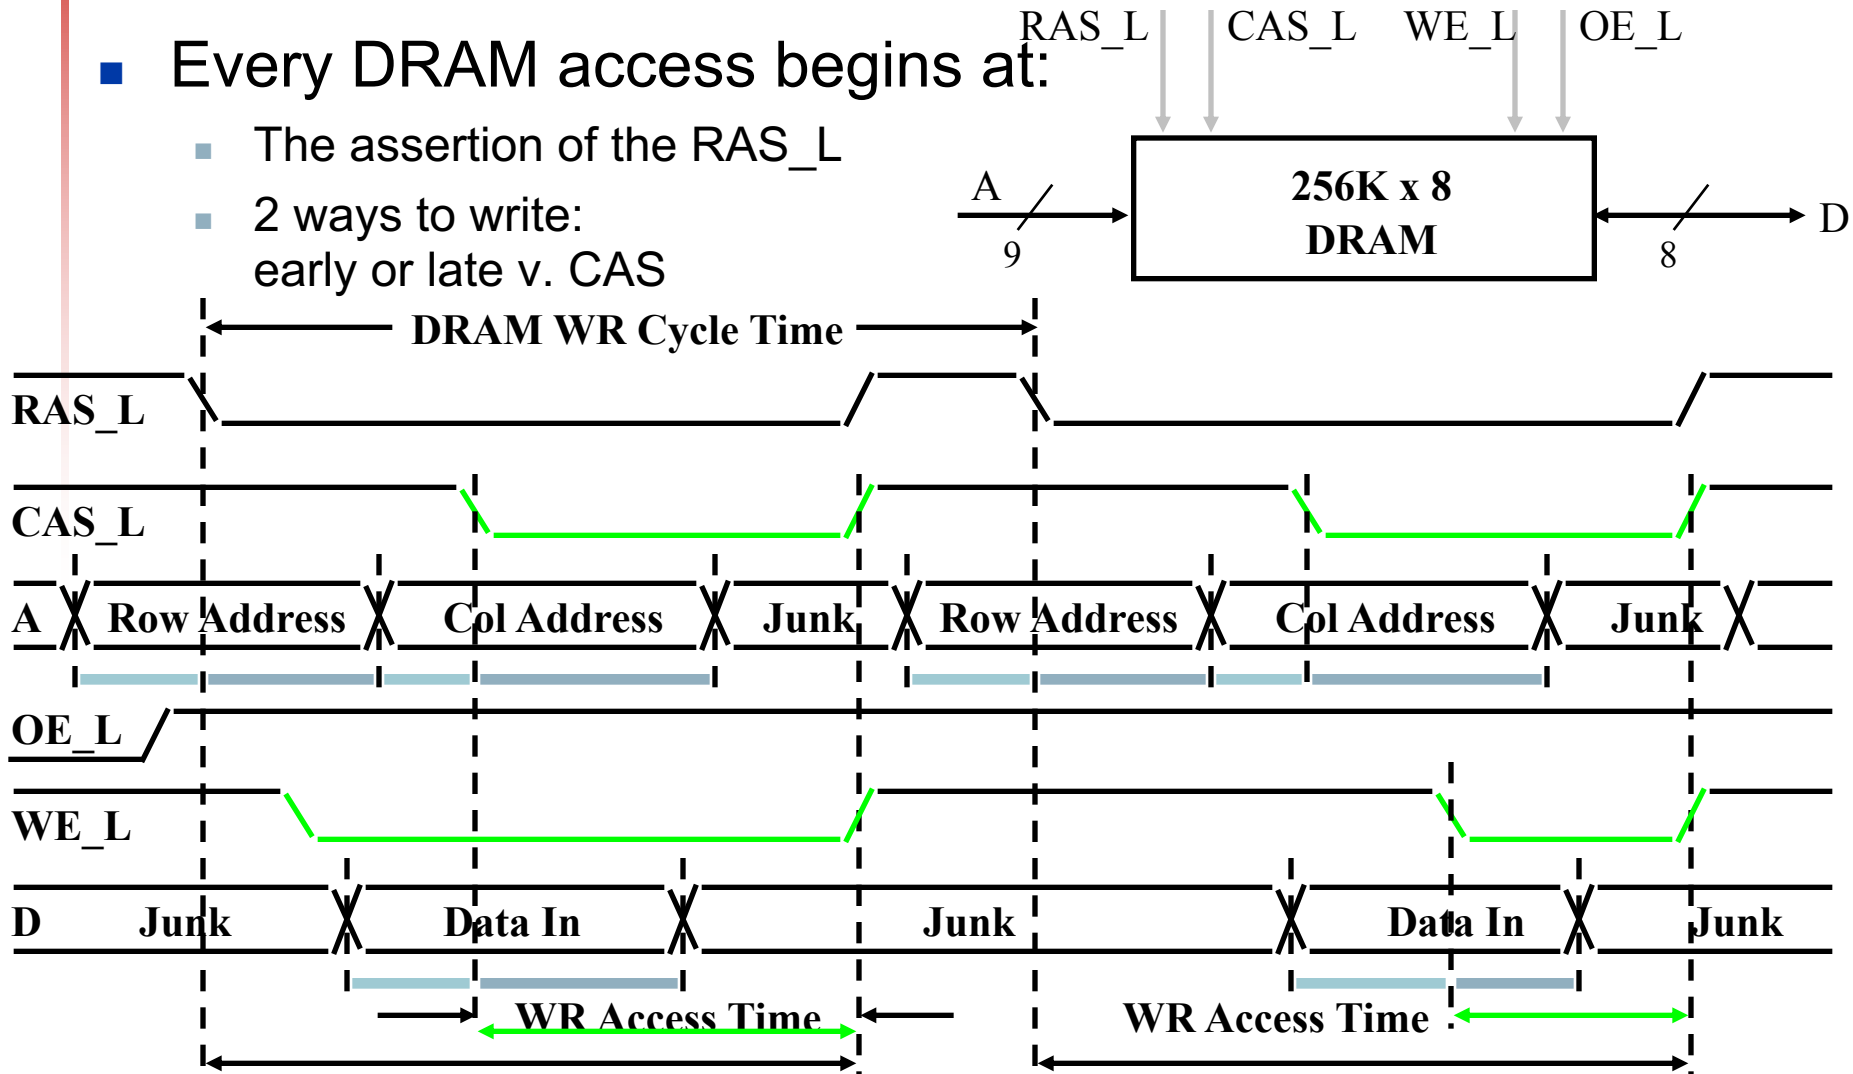 Every DRAM access begins at:
The assertion of the RAS_L
2 ways to write:
early or late v. CAS
RAS_L CAS_L WE_L OE_L
A 256K x 8 D
9 DRAM 8
DRAM WR Cycle Time
RAS_L
CAS_L
A Row Address Col Address Junk Row Address Col Address Junk
OE_L
WE_L
D Junk Data In Junk Data In Junk
WR Access Time WR Access Time